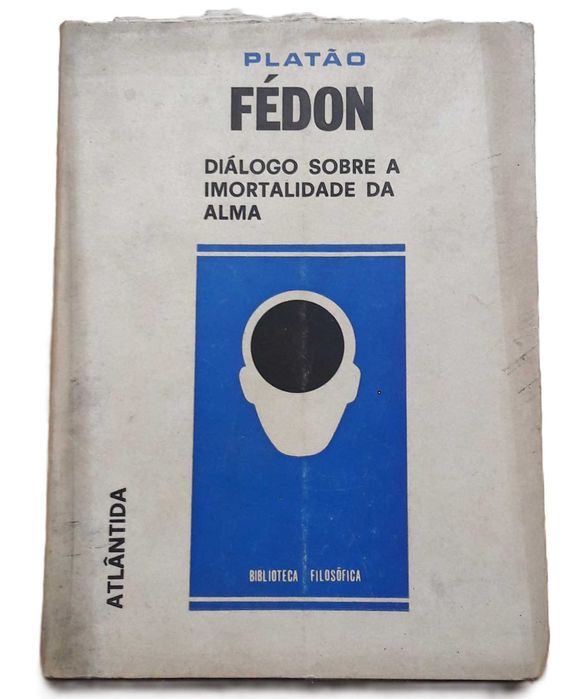 PLATÃO
FÉDON
DIÁLOGO SOBRE A
IMORTALIDADE DA
ALMA
ATLÂNTIDA
BIBLIOTECA FILOSÓFICA